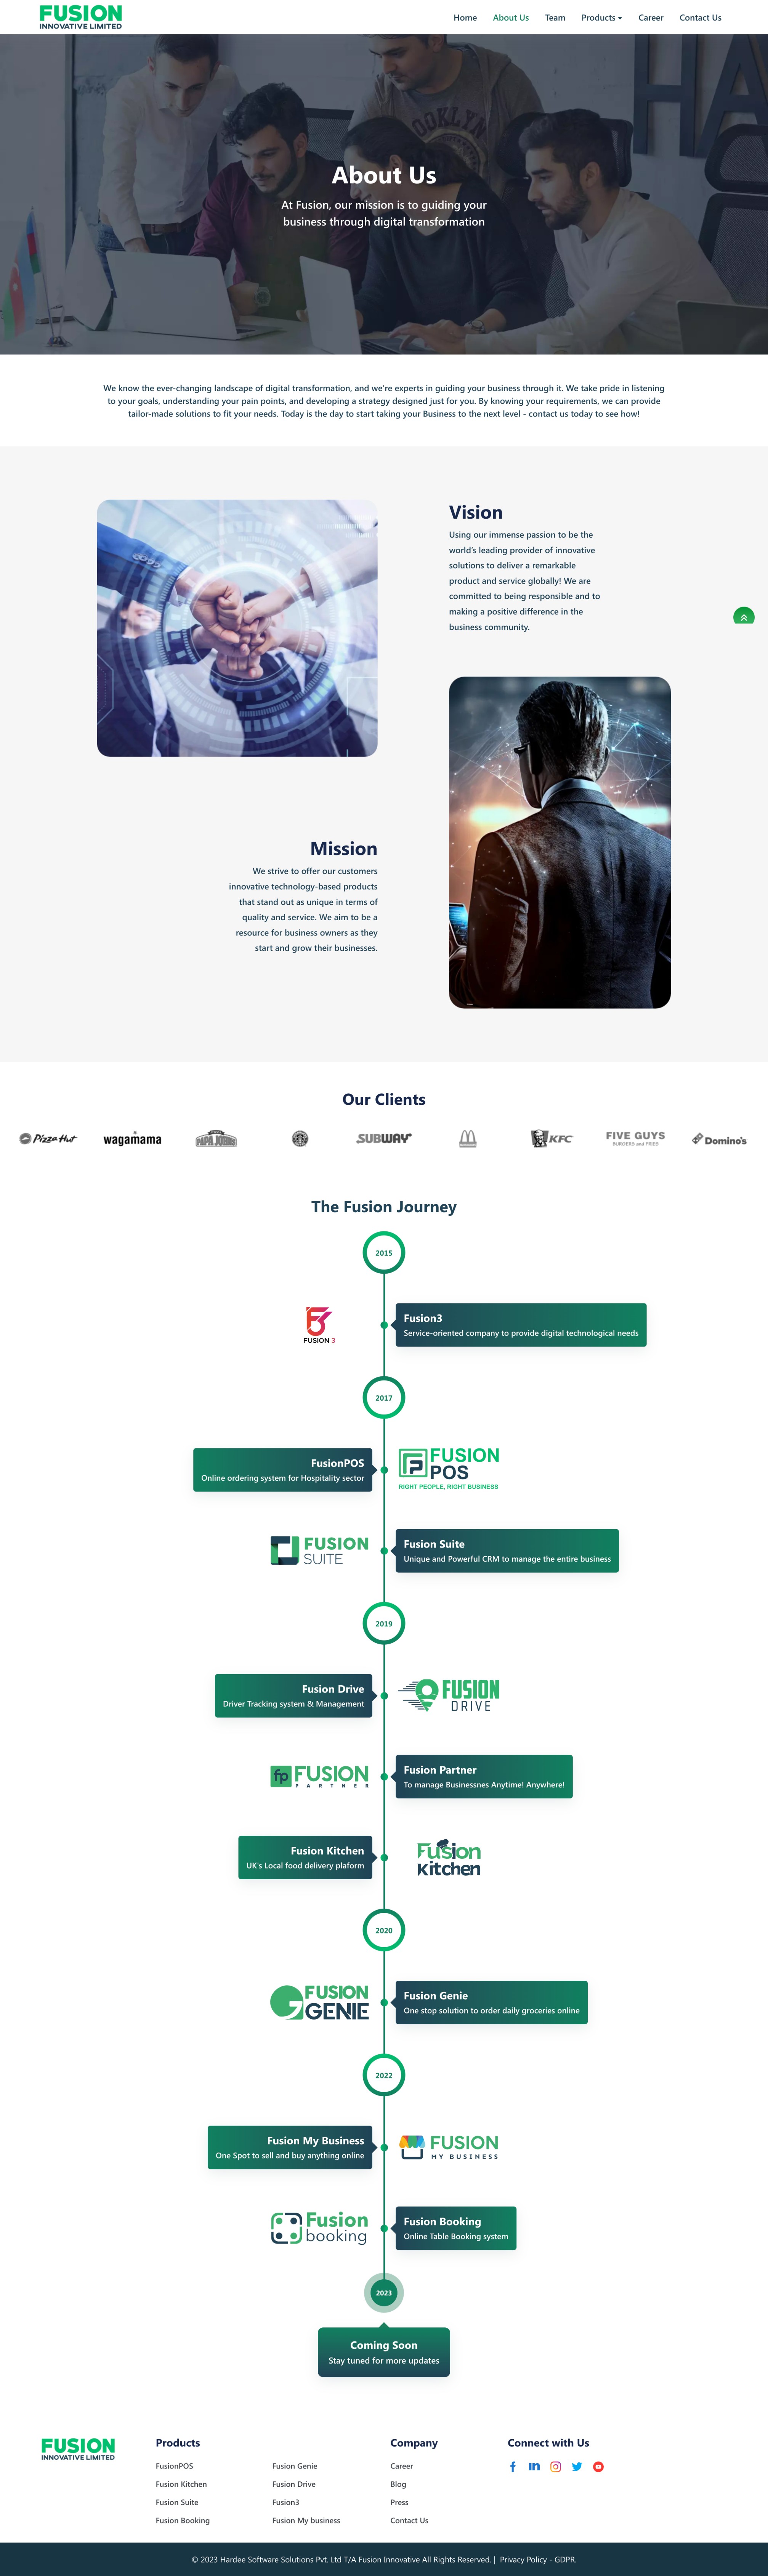 FUSION
INNOVATIVE LIMITED
Home
About Us
Team
Products
Career
Contact Us
About Us
At Fusion, our mission is to guiding your
business through digital transformation
We know the ever-changing landscape of digital transformation, and we're experts in guiding your business through it. We take pride in listening
to your goals, understanding your pain points, and developing a strategy designed just for you. By knowing your requirements, we can provide
tailor-made solutions to fit your needs. Today is the day to start taking your Business to the next level - contact us today to see how!
Vision
Using our immense passion to be the
world's leading provider of innovative
solutions to deliver a remarkable
product and service globally! We are
committed to being responsible and to
making a positive difference in the
business community.
Mission
We strive to offer our customers
innovative technology-based products
that stand out as unique in terms of
quality and service. We aim to be a
resource for business owners as they
start and grow their businesses.
Our Clients
Pizza Hut
wagamama
PAPA JOHN'S
SUBWAY
KFC
FIVE GUYS
BURGERS and FRIES
Domino's
The Fusion Journey
2015
FUSION 3
Fusion3
Service-oriented company to provide digital technological needs
2017
FusionPOS
Online ordering system for Hospitality sector
FUSION
POS
RIGHT PEOPLE, RIGHT BUSINESS
FUSION
SUITE
Fusion Suite
Unique and Powerful CRM to manage the entire business
2019
Fusion Drive
Driver Tracking system & Management
FUSION
DRIVE
fp FUSION
PARTNER
Fusion Partner
To manage Businessnes Anytime! Anywhere!
Fusion Kitchen
UK's Local food delivery plaform
Fusion
Kitchen
2020
FUSION
GENIE
Fusion Genie
One stop solution to order daily groceries online
2022
Fusion My Business
One Spot to sell and buy anything online
FUSION
MY BUSINESS
Fusion
booking
Fusion Booking
Online Table Booking system
2023
Coming Soon
Stay tuned for more updates
FUSION
INNOVATIVE LIMITED
Products
FusionPOS
Fusion Kitchen
Fusion Suite
Fusion Booking
Fusion Genie
Fusion Drive
Fusion3
Fusion My business
Company
Career
Blog
Press
Contact Us
Connect with Us
© 2023 Hardee Software Solutions Pvt. Ltd T/A Fusion Innovative All Rights Reserved. | Privacy Policy - GDPR.